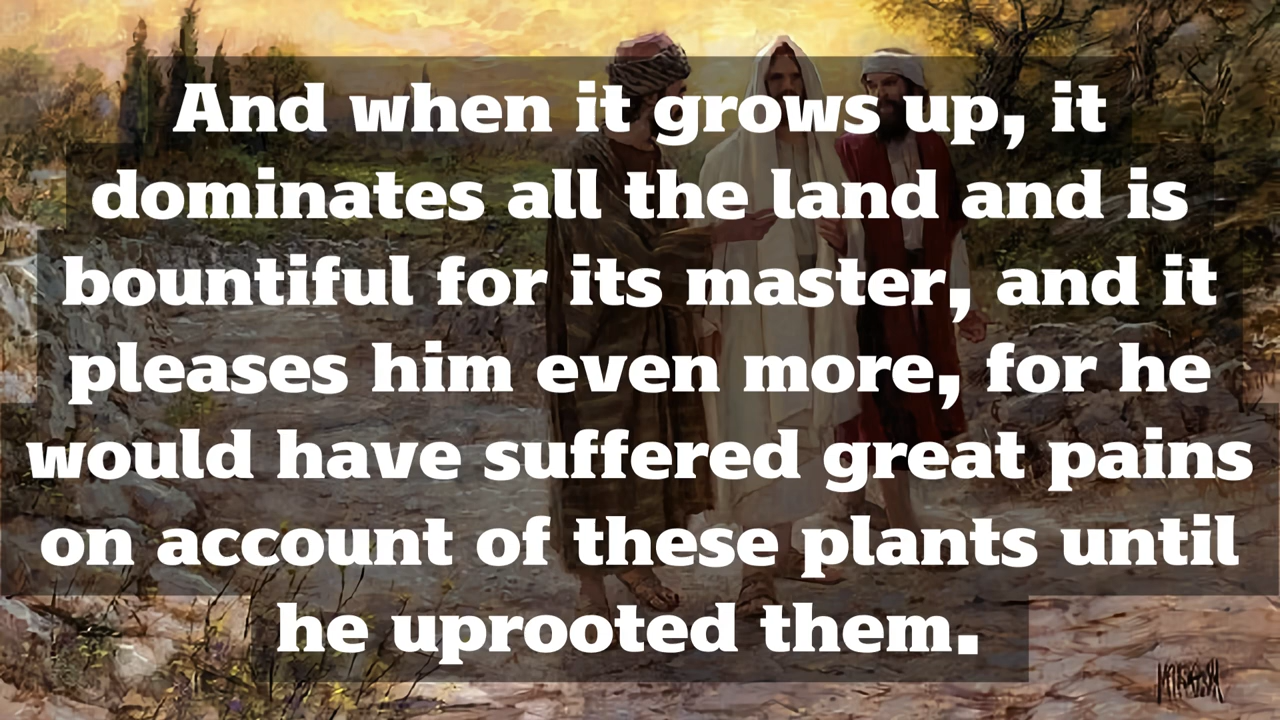 And when it grows up, it
dominates all the land and is
bountiful for its master, and it
pleases him even more, for he
would have suffered great pains
on account of these plants until
he uprooted them.